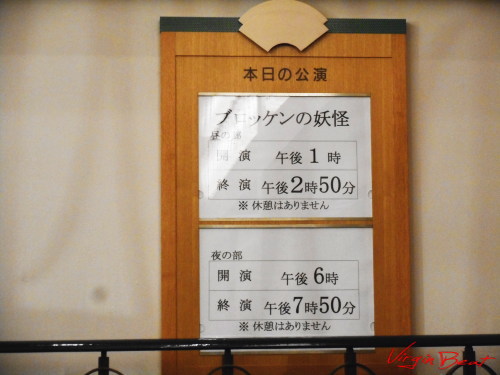 本日の公演
ブロッケンの妖怪
昼の部
開演 午後1時
終演 午後2時50分
※休憩はありません
夜の部
開演 午後6時
終演 午後7時50分
※休憩はありません
Virgin Beat